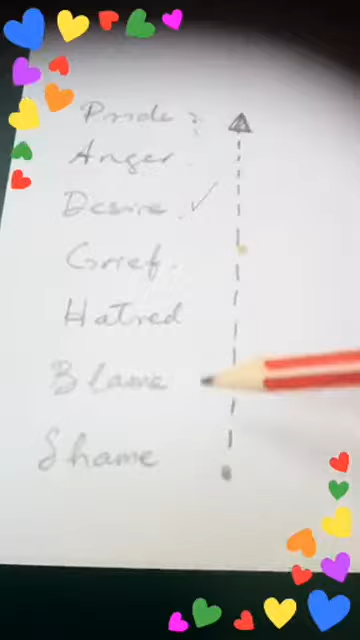 Pride ?
Anger.
Desire. ✓
Grief.
Hatred
Blame
Shame